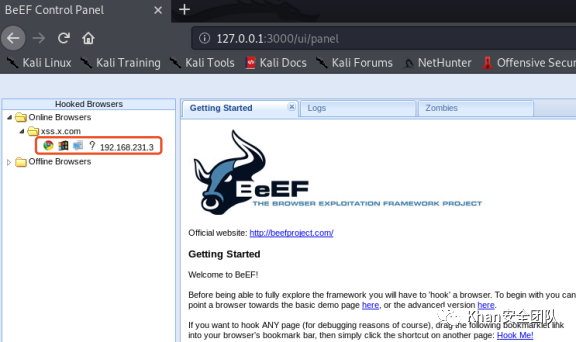 BeEF Control Panel
127.0.0.1:3000/ui/panel
Kali Linux Kali Training Kali Tools Kali Docs Kali Forums NetHunter Offensive Secur
Hooked Browsers
Online Browsers
xss.x.com
? 192.168.231.3
Offline Browsers
Getting Started Logs Zombies
BeEF
THE BROWSER EXPLOITATION FRAMEWORK PROJECT
Official website: http://beefproject.com/
Getting Started
Welcome to BeEF!
Before being able to fully explore the framework you will have to 'hook' a browser. To begin with you can
point a browser towards the basic demo page here, or the advanced version here.
If you want to hook ANY page (for debugging reasons of course), drag the following bookmarklet link
into your browser's bookmark bar, then simply click the shortcut on another page: Hook Me!
Khan安全团队